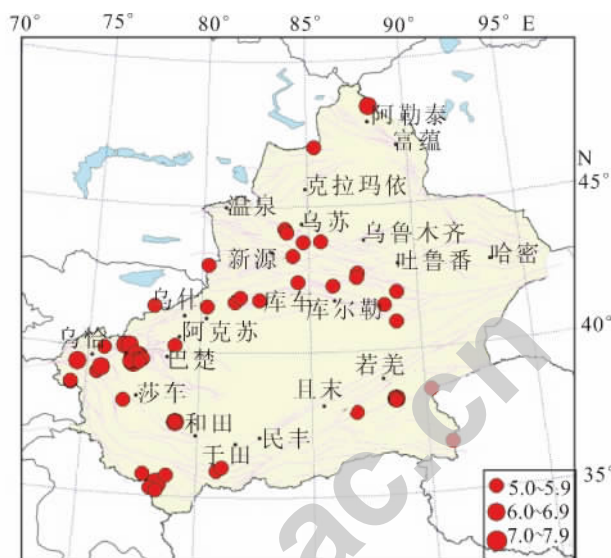 70° 75° 80° 85° 90° 95° E
阿勒泰
富蕴
N
45°
克拉玛依
温泉
乌苏
乌鲁木齐
新源
吐鲁番
哈密
乌什
库车
库尔勒
40°
阿克苏
乌恰
巴楚
若羌
莎车
且末
和田
民丰
于田
35°
5.0~5.9
6.0~6.9
7.0~7.9
ac.cn